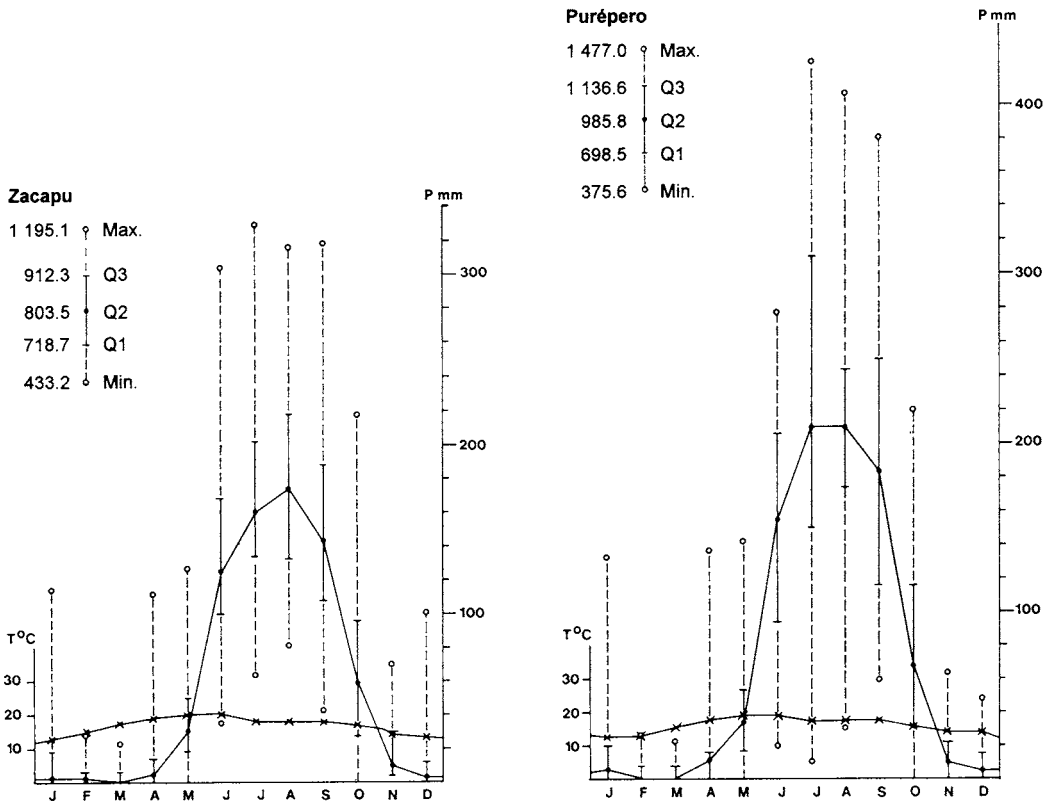 Zacapu
1 195.1 Max.
912.3 Q3
803.5 Q2
718.7 Q1
433.2 Min.
P mm
300
200
100
T°C
30
20
10
J F M A M J J A S O N D
Purépero
1 477.0 Max.
1 136.6 Q3
985.8 Q2
698.5 Q1
375.6 Min.
P mm
400
300
200
100
T°C
30
20
10
J F M A M J J A S O N D